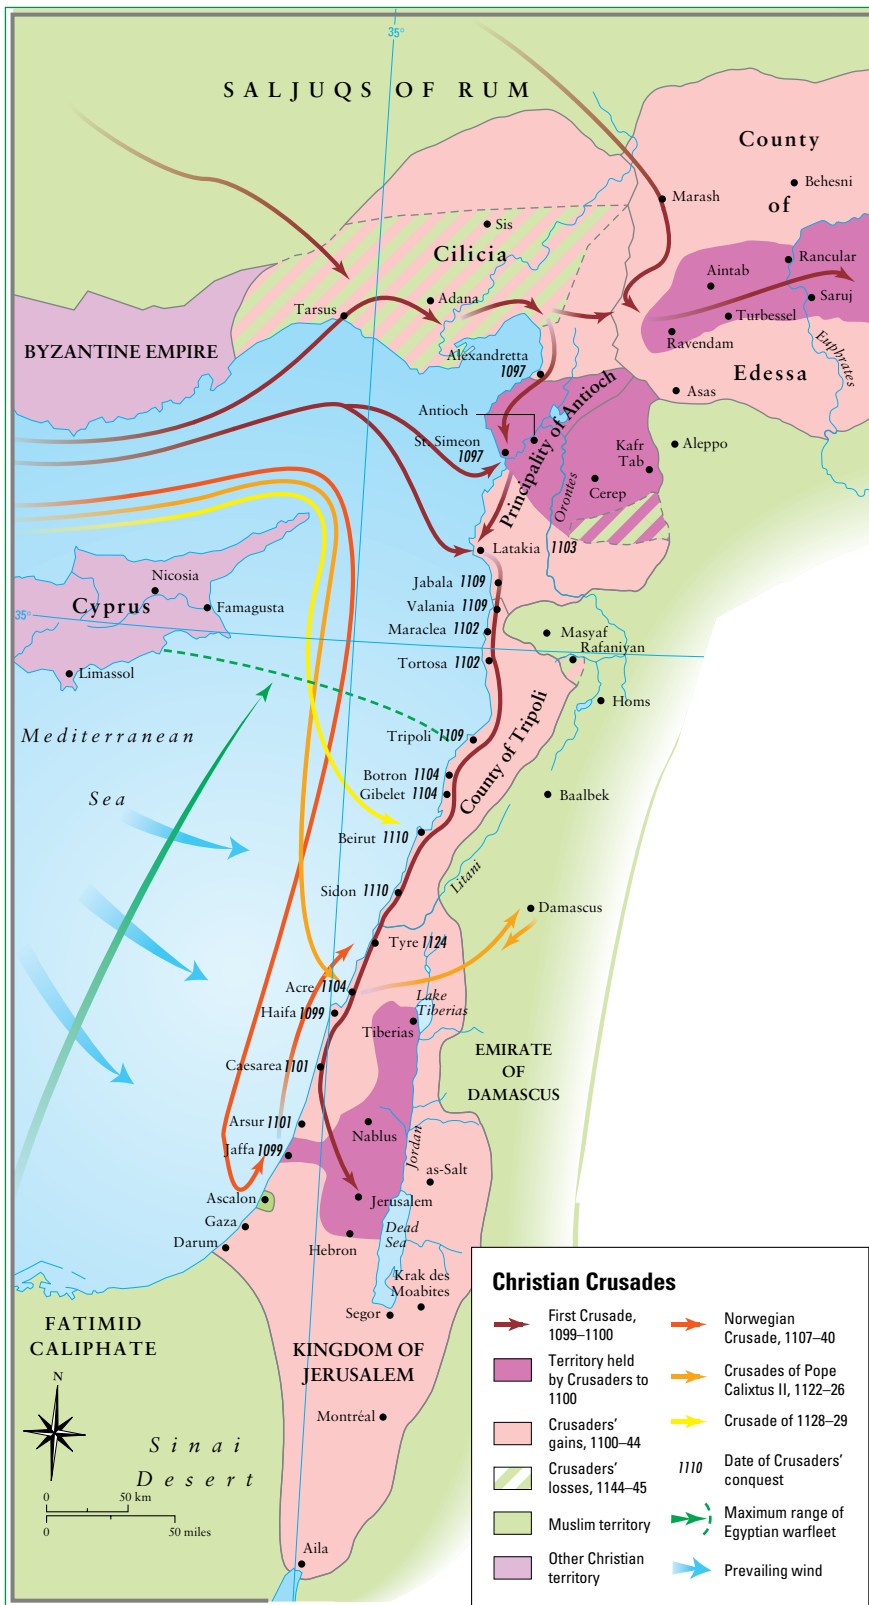 35°
SALJUQS OF RUM
County
of
Edessa
Behesni
Marash
Sis
Cilicia
Rancular
Aintab
Saruj
Adana
Tarsus
Turbessel
Ravendam
Euphrates
BYZANTINE EMPIRE
Alexandretta
1097
Asas
Antioch
Principality of Antioch
St. Simeon
1097
Kafr
Tab
Aleppo
Cerep
Orontes
Latakia 1103
Nicosia
Cyprus
Famagusta
35°
Limassol
Jabala 1109
Valania 1109
Maraclea 1102
Masyaf
Rafaniyan
Tortosa 1102
Homs
Mediterranean
Sea
Tripoli 1109
County of Tripoli
Botron 1104
Gibelet 1104
Baalbek
Beirut 1110
Litani
Sidon 1110
Damascus
Tyre 1124
Acre 1104
Lake
Tiberias
Haifa 1099
Tiberias
EMIRATE
OF
DAMASCUS
Caesarea 1101
Arsur 1101
Nablus
Jaffa 1099
Jordan
as-Salt
Ascalon
Jerusalem
Gaza
Dead
Sea
Darum
Hebron
Krak des
Moabites
Segor
FATIMID
CALIPHATE
KINGDOM OF
JERUSALEM
N
Montréal
Sinai
Desert
0 50 km
0 50 miles
Aila
Christian Crusades
First Crusade,
1099–1100
Territory held
by Crusaders to
1100
Crusaders'
gains, 1100–44
Crusaders'
losses, 1144–45
Muslim territory
Other Christian
territory
Norwegian
Crusade, 1107–40
Crusades of Pope
Calixtus II, 1122–26
Crusade of 1128–29
1110
Date of Crusaders'
conquest
Maximum range of
Egyptian warfleet
Prevailing wind